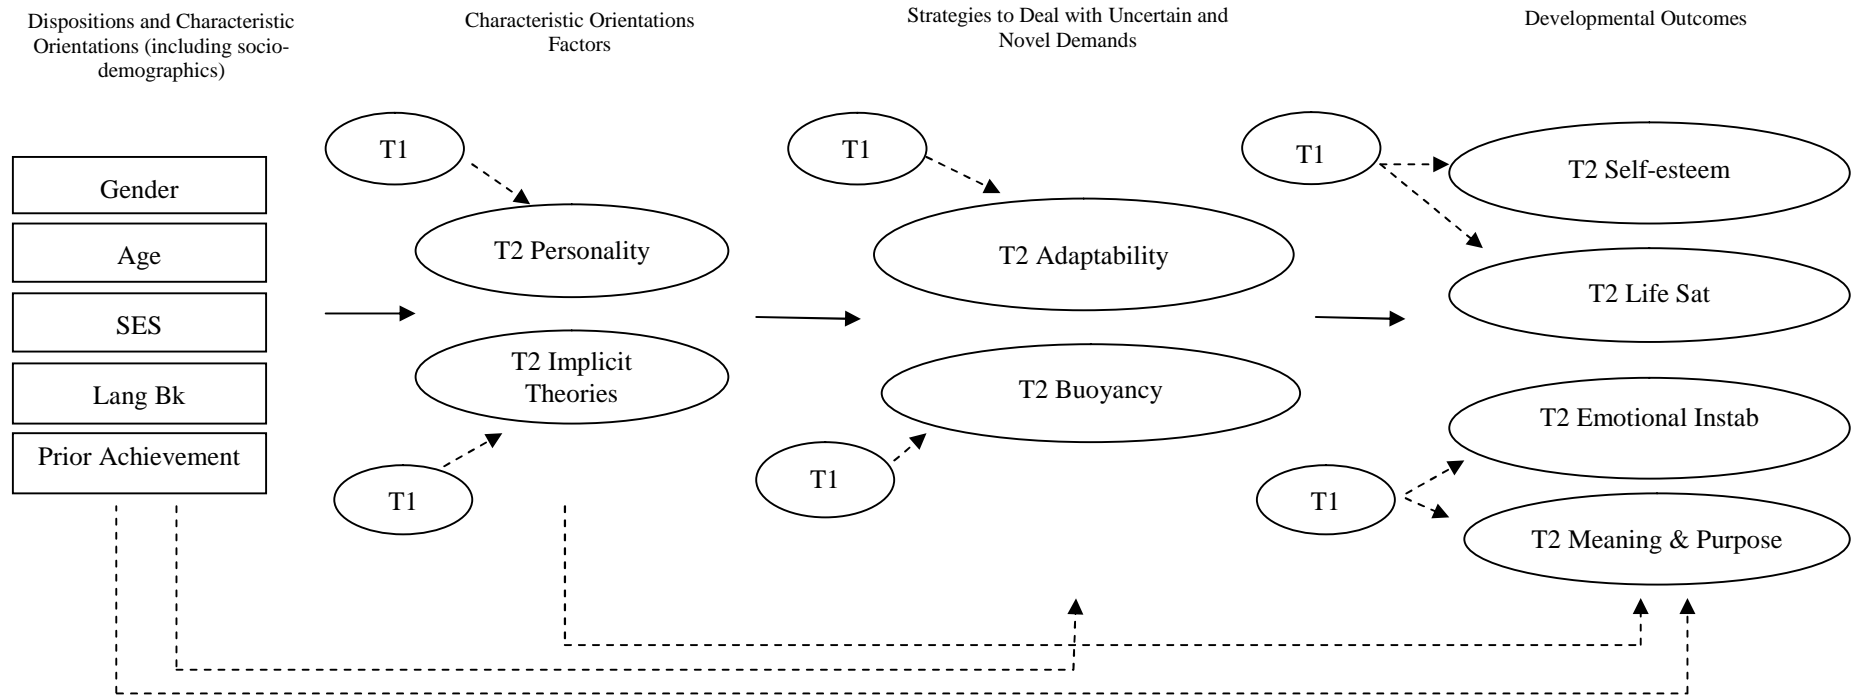 Dispositions and Characteristic
Orientations (including socio-
demographics)
Characteristic Orientations
Factors
Strategies to Deal with Uncertain and
Novel Demands
Developmental Outcomes
Gender
Age
SES
Lang Bk
Prior Achievement
T1
T2 Personality
T2 Implicit
Theories
T1
T1
T2 Adaptability
T2 Buoyancy
T1
T1
T2 Self-esteem
T2 Life Sat
T2 Emotional Instab
T1
T2 Meaning & Purpose